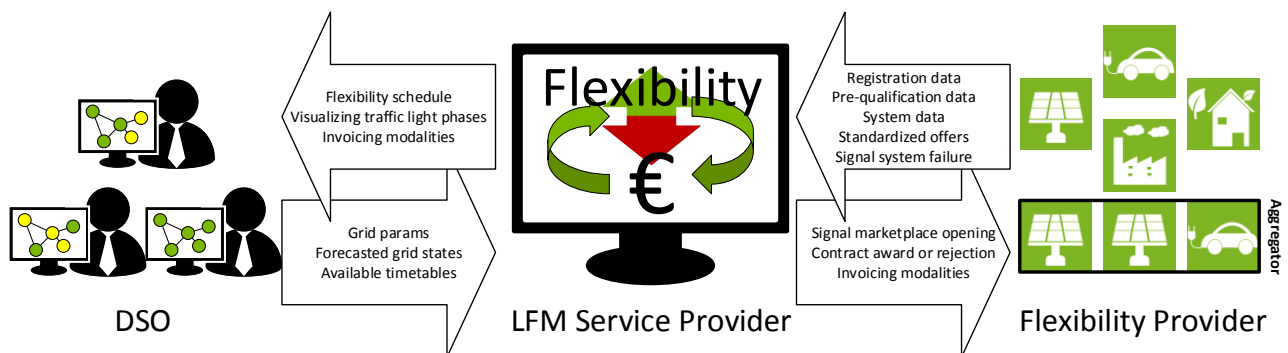 Flexibility schedule
Visualizing traffic light phases
Invoicing modalities
Grid params
Forecasted grid states
Available timetables
DSO
Flexibility
€
LFM Service Provider
Registration data
Pre-qualification data
System data
Standardized offers
Signal system failure
Signal marketplace opening
Contract award or rejection
Invoicing modalities
Aggregator
Flexibility Provider